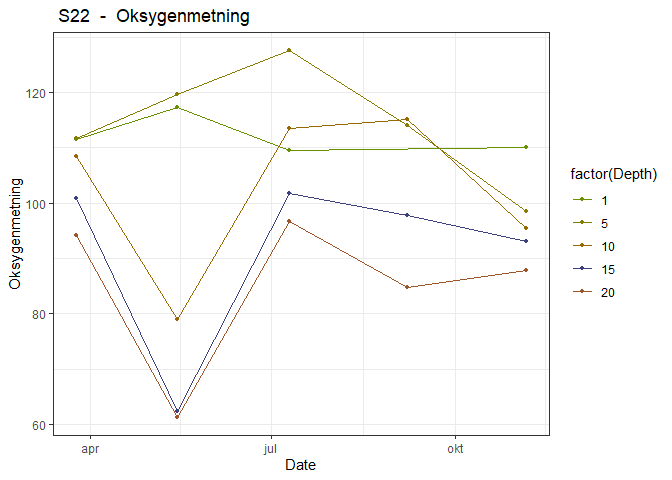 S22 - Oksygenmetning
Oksygenmetning
120
100
80
60
apr
jul
okt
Date
factor(Depth)
1
5
10
15
20